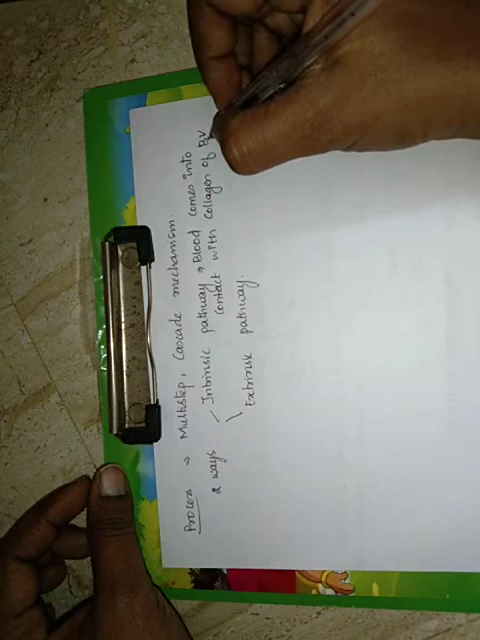 Process → Multistep, Cascade mechanism.
2 ways Intrinsic pathway → Blood comes into
contact with collagen of BV
Extrinsic pathway.